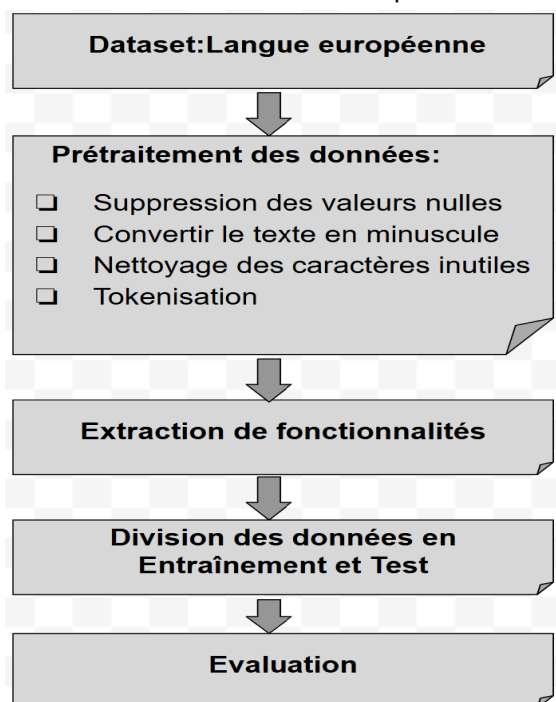 Dataset:Langue européenne
Prétraitement des données:
Suppression des valeurs nulles
Convertir le texte en minuscule
Nettoyage des caractères inutiles
Tokenisation
Extraction de fonctionnalités
Division des données en
Entraînement et Test
Evaluation